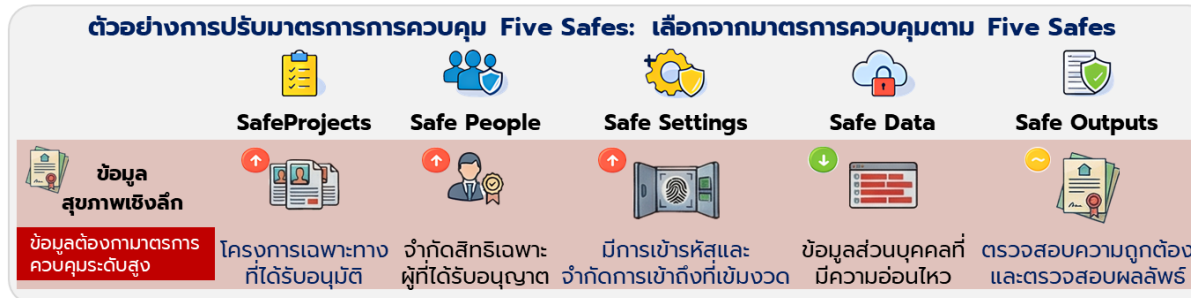 ตัวอย่างการปรับมาตรการการควบคุม Five Safes: เลือกจากมาตรการควบคุมตาม Five Safes
SafeProjects
Safe People
Safe Settings
Safe Data
Safe Outputs
ข้อมูล
สุขภาพเชิงลึก
ข้อมูลต้องกามาตรการ
ควบคุมระดับสูง
โครงการเฉพาะทาง
ที่ได้รับอนุมัติ
จำกัดสิทธิเฉพาะ
ผู้ที่ได้รับอนุญาต
มีการเข้ารหัสและ
จำกัดการเข้าถึงที่เข้มงวด
ข้อมูลส่วนบุคคลที่
มีความอ่อนไหว
ตรวจสอบความถูกต้อง
และตรวจสอบผลลัพธ์